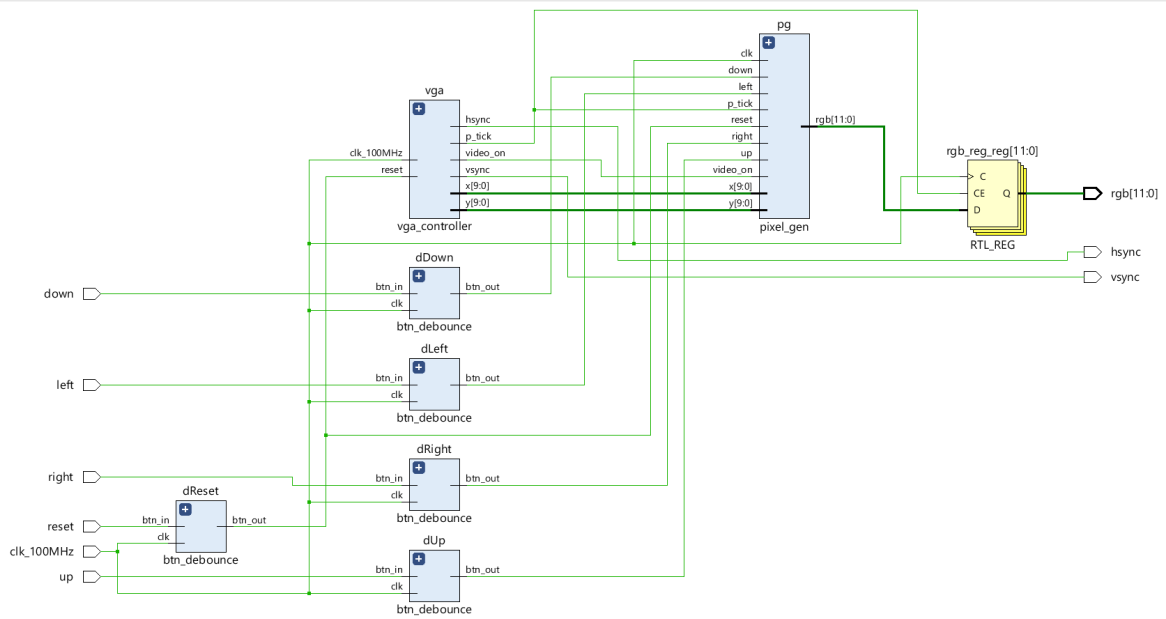 pg
clk
down
left
p_tick
reset
right
up
video_on
x[9:0]
y[9:0]
rgb[11:0]
pixel_gen
vga
clk_100MHz
reset
hsync
p_tick
video_on
vsync
x[9:0]
y[9:0]
vga_controller
rgb_reg_reg[11:0]
C
CE
D
Q
RTL_REG
rgb[11:0]
hsync
vsync
dDown
down
btn_in
clk
btn_out
btn_debounce
dLeft
left
btn_in
clk
btn_out
btn_debounce
dRight
right
btn_in
clk
btn_out
btn_debounce
dReset
reset
btn_in
clk
btn_out
btn_debounce
clk_100MHz
dUp
up
btn_in
clk
btn_out
btn_debounce